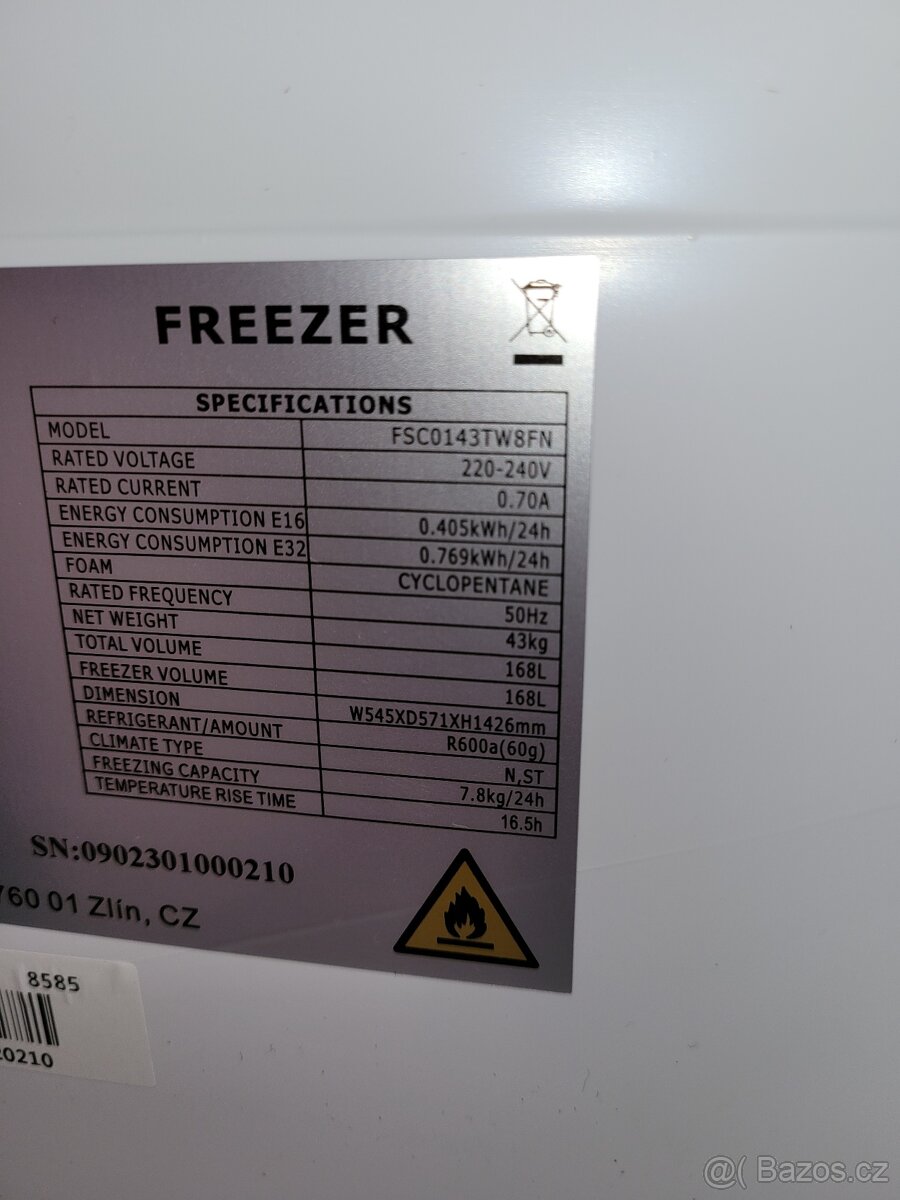 FREEZER
SPECIFICATIONS
MODEL FSC0143TW8FN
RATED VOLTAGE 220-240V
RATED CURRENT 0.70A
ENERGY CONSUMPTION E16 0.405kWh/24h
ENERGY CONSUMPTION E32 0.769kWh/24h
FOAM CYCLOPENTANE
RATED FREQUENCY 50Hz
NET WEIGHT 43kg
TOTAL VOLUME 168L
FREEZER VOLUME 168L
DIMENSION W545XD571XH1426mm
REFRIGERANT/AMOUNT R600a(60g)
CLIMATE TYPE N,ST
FREEZING CAPACITY 7.8kg/24h
TEMPERATURE RISE TIME 16.5h
SN:0902301000210
760 01 Zlín, CZ
8585
20210
@( Bazos.cz